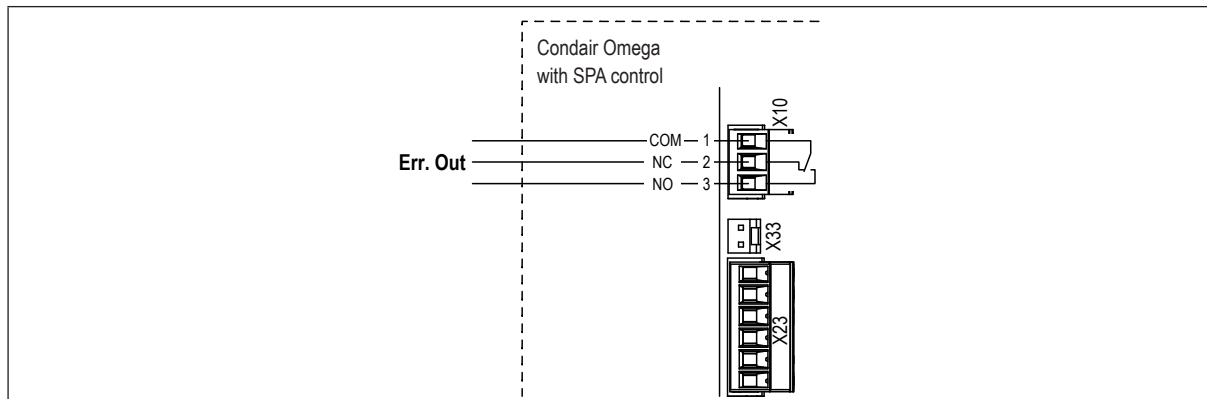 Condair Omega
with SPA control
X10
COM 1
Err. Out
NC 2
NO 3
X33
X23